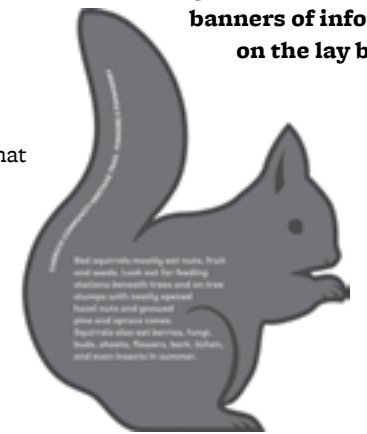 banners of info
on the lay b
hat
Red squirrels mostly eat nuts, fruit
and seeds. Look out for feeding
stations beneath trees and on tree
stumps with neatly opened
hazel nuts and gnawed
pine and spruce cones.
Squirrels also eat berries, fungi,
buds, shoots, flowers, bark, lichen,
and even insects in summer.